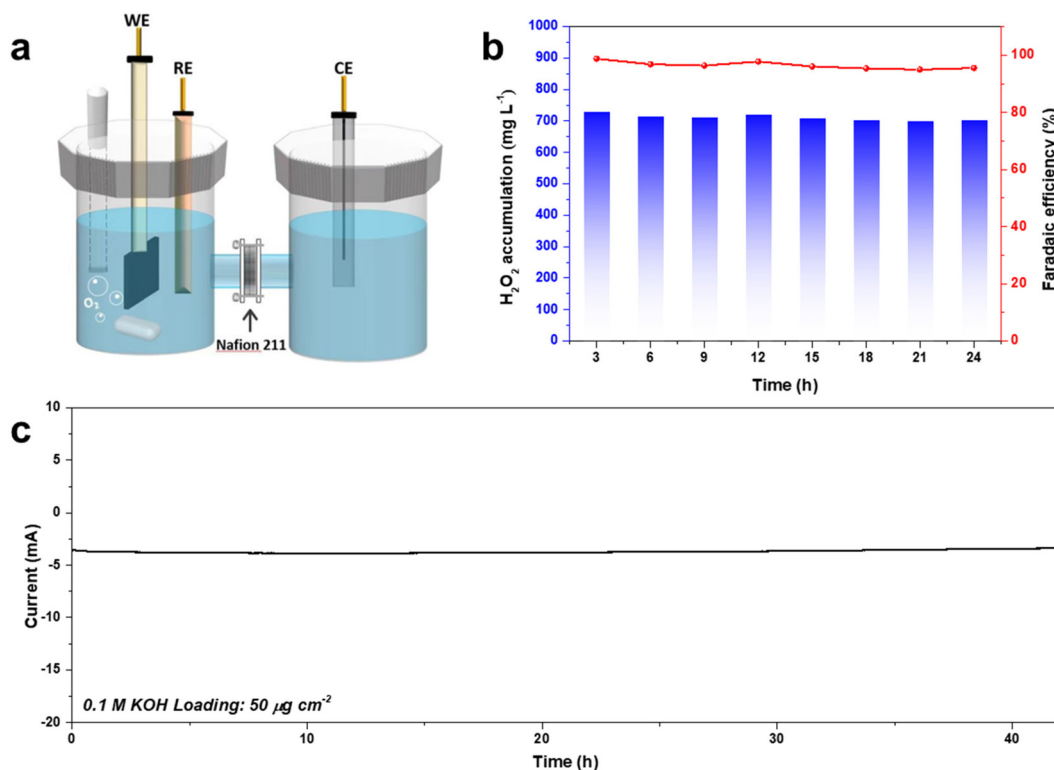 a
WE
RE
CE
O₂
Nafion 211
b
H₂O₂ accumulation (mg L⁻¹)
1000
900
800
700
600
500
400
300
200
100
0
3 6 9 12 15 18 21 24
Time (h)
100
80
60
40
20
0
Faradaic efficiency (%)
c
Current (mA)
10
5
0
-5
-10
-15
-20
0.1 M KOH Loading: 50 μg cm⁻²
0 10 20 30 40
Time (h)